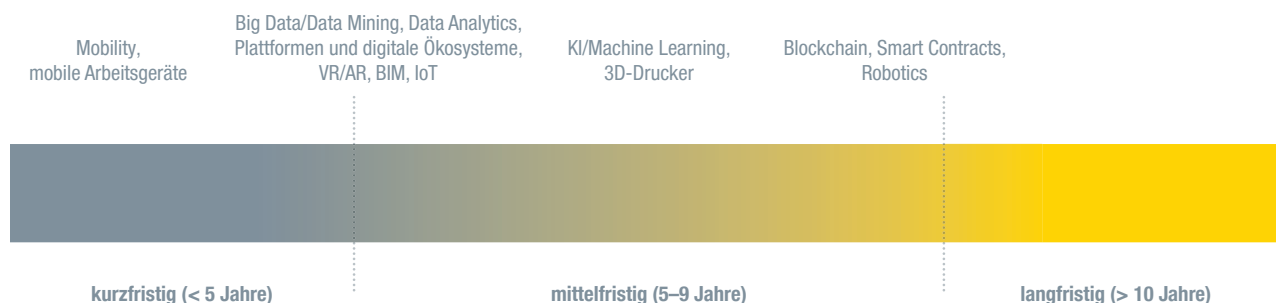 Mobility,
mobile Arbeitsgeräte
Big Data/Data Mining, Data Analytics,
Plattformen und digitale Ökosysteme,
VR/AR, BIM, IoT
KI/Machine Learning,
3D-Drucker
Blockchain, Smart Contracts,
Robotics
kurzfristig (< 5 Jahre)
mittelfristig (5–9 Jahre)
langfristig (> 10 Jahre)